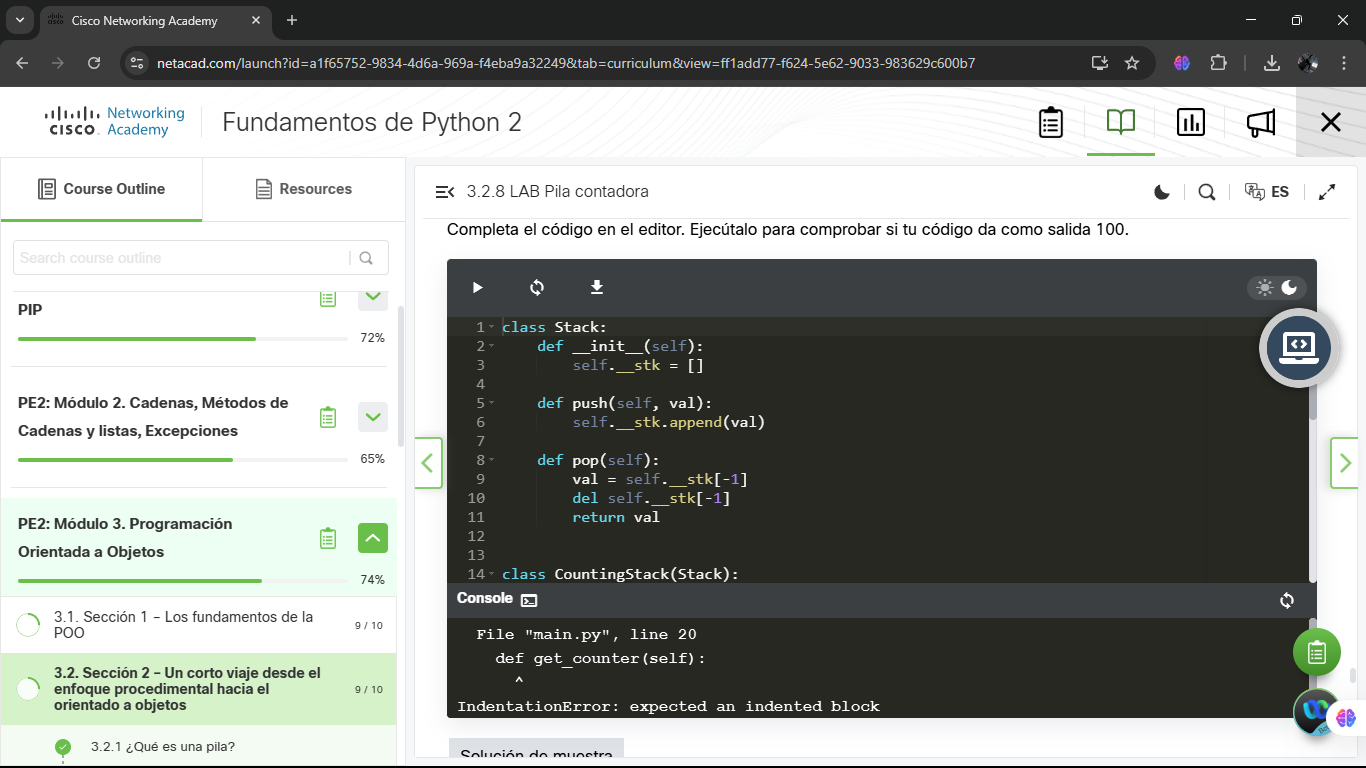 Cisco Networking Academy
netacad.com/launch?id=a1f65752-9834-4d6a-969a-f4eba9a32249&tab=curriculum&view=ff1add77-f624-5e62-9033-983629c600b7
cisco Networking Academy
Fundamentos de Python 2
Course Outline
Resources
Search course outline
PIP
72%
PE2: Módulo 2. Cadenas, Métodos de
Cadenas y listas, Excepciones
65%
PE2: Módulo 3. Programación
Orientada a Objetos
74%
3.1. Sección 1 – Los fundamentos de la
POO
9 / 10
3.2. Sección 2 – Un corto viaje desde el
enfoque procedimental hacia el
orientado a objetos
9 / 10
3.2.1 ¿Qué es una pila?
3.2.8 LAB Pila contadora
ES
Completa el código en el editor. Ejecútalo para comprobar si tu código da como salida 100.
1 class Stack:
2     def __init__(self):
3         self.__stk = []
4
5     def push(self, val):
6         self.__stk.append(val)
7
8     def pop(self):
9         val = self.__stk[-1]
10         del self.__stk[-1]
11         return val
12
13
14 class CountingStack(Stack):
Console
File "main.py", line 20
def get_counter(self):
^
IndentationError: expected an indented block
Solución de muestra